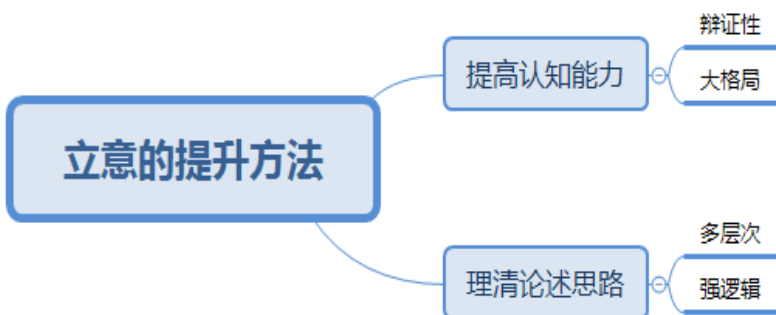 立意的提升方法
提高认知能力
辩证性
大格局
理清论述思路
多层次
强逻辑